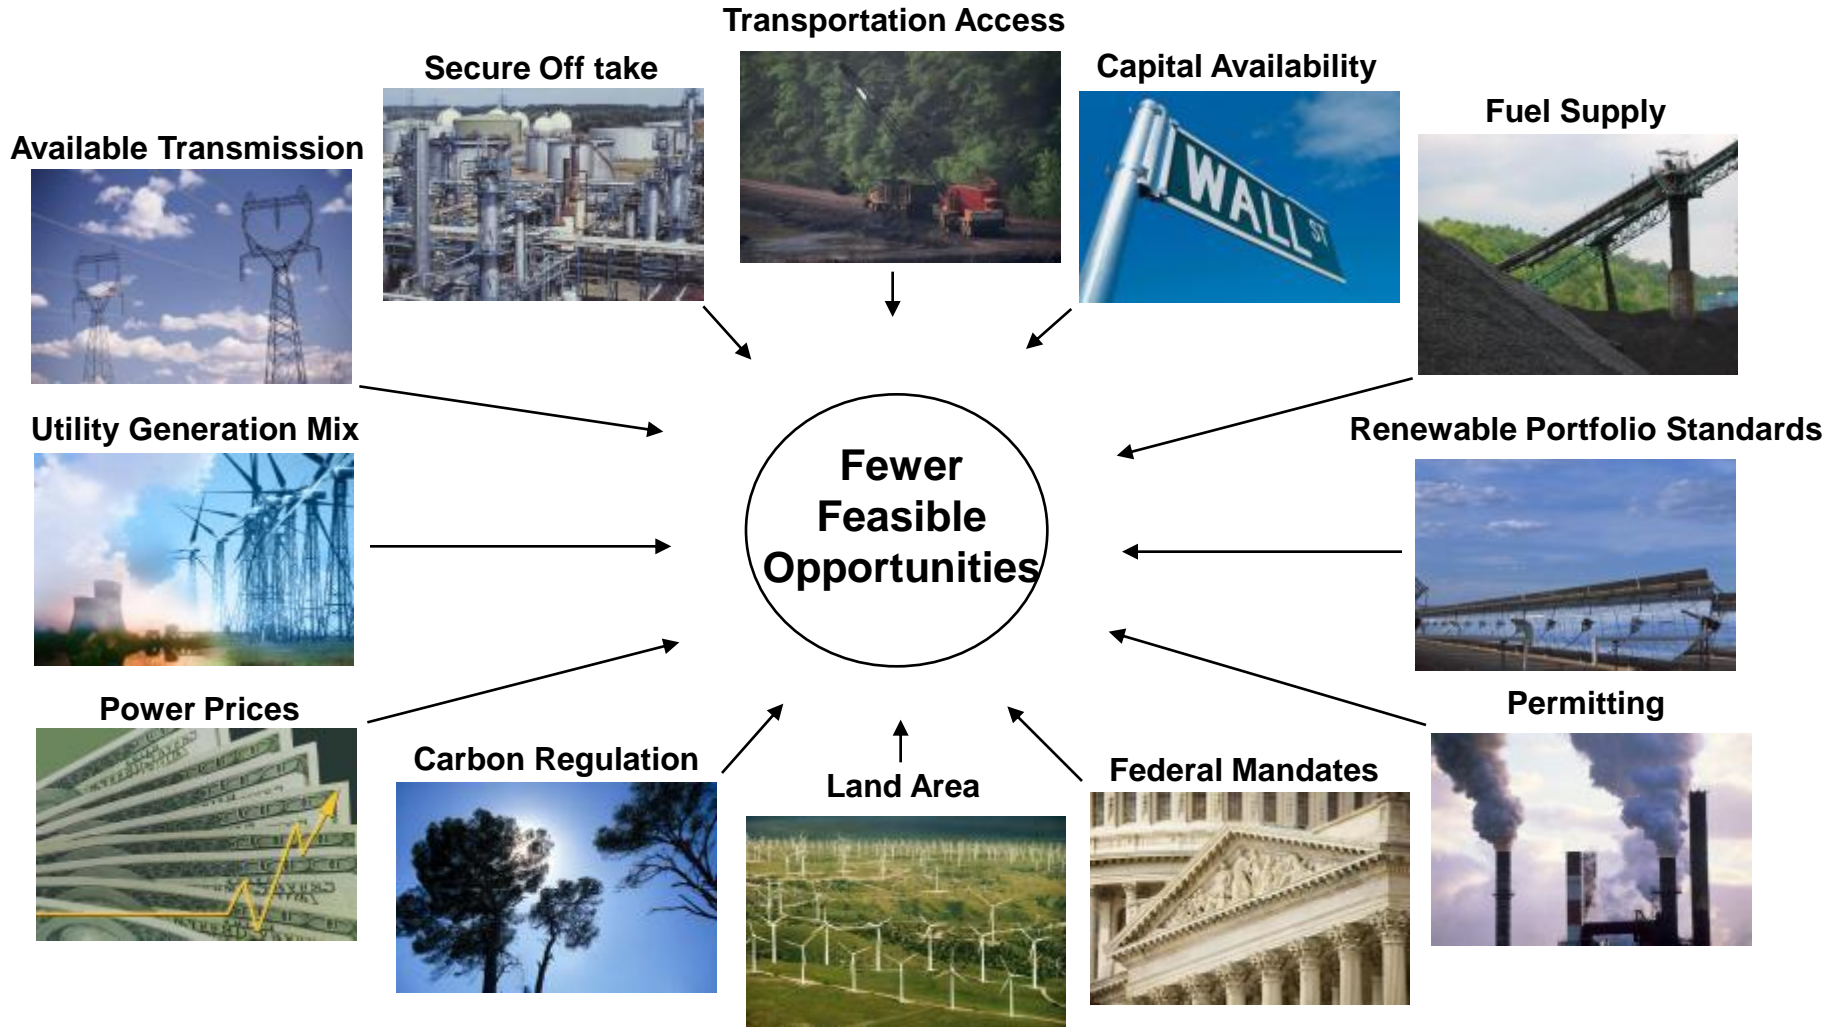 Transportation Access
Secure Off take
Capital Availability
Fuel Supply
Available Transmission
WALL ST
Utility Generation Mix
Renewable Portfolio Standards
Fewer
Feasible
Opportunities
Power Prices
Permitting
Carbon Regulation
Land Area
Federal Mandates